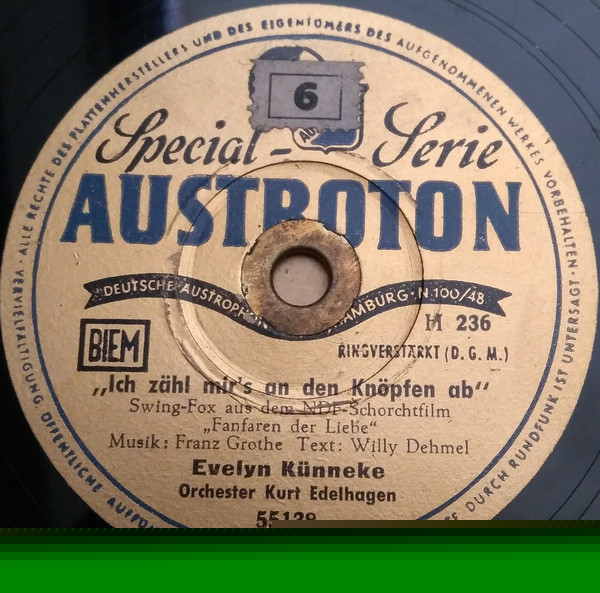 · ALLE RECHTE DES PLATTENHERSTELLERS UND DES EIGENTÜMERS DES AUFGENOMMENEN WERKES VORBEHALTEN ·
6
Special - Serie
AUSTROTON
DEUTSCHE HAMBURG · N 100/48
H 236
BIEM
RINGVERSTÄRKT (D. G. M.)
„Ich zähl mir's an den Knöpfen ab“
Swing-Fox aus dem NDF-Schorchtfilm
„Fanfaren der Liebe“
Musik: Franz Grothe Text: Willy Dehmel
Evelyn Künneke
Orchester Kurt Edelhagen
VERVIELFÄLTIGUNG, ÖFFENTLICHE
DURCH RUNDFUNK IST UNTERSAGT ·